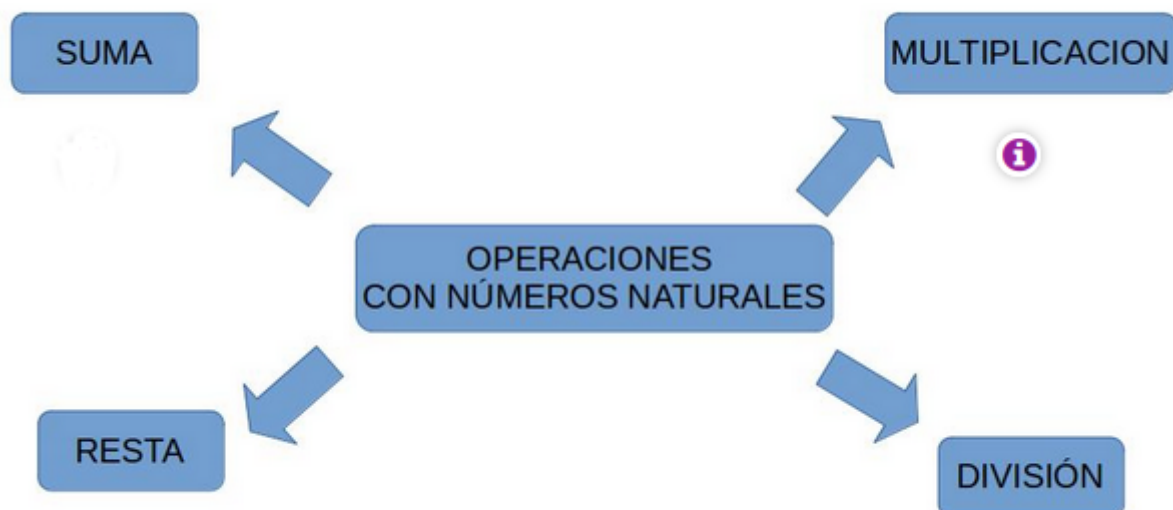 SUMA
MULTIPLICACION
i
OPERACIONES
CON NÚMEROS NATURALES
RESTA
DIVISIÓN